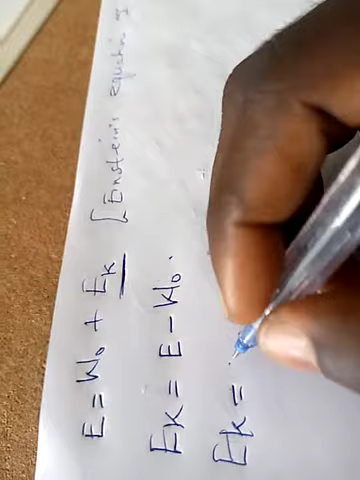 E = W₀ + Eₖ [Einstein's equation
Eₖ = E - W₀.
Eₖ =